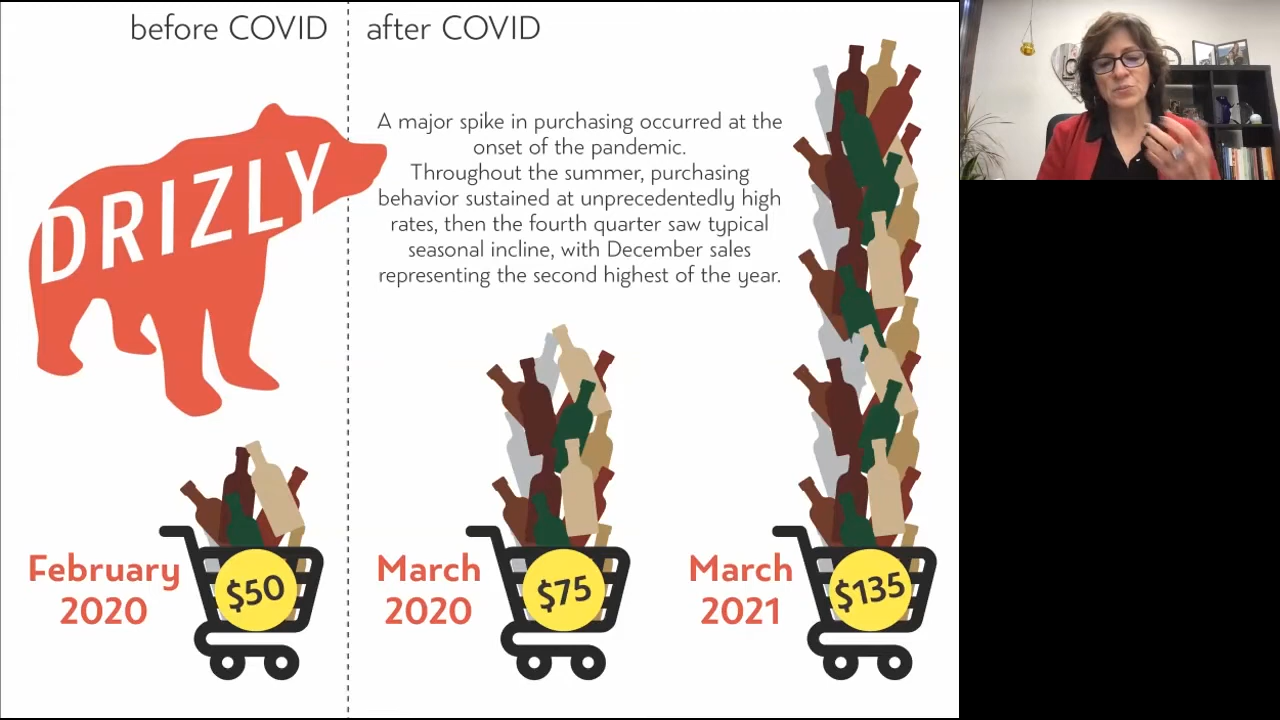 before COVID
after COVID
DRIZLY
A major spike in purchasing occurred at the
onset of the pandemic.
Throughout the summer, purchasing
behavior sustained at unprecedentedly high
rates, then the fourth quarter saw typical
seasonal incline, with December sales
representing the second highest of the year.
February
2020
$50
March
2020
$75
March
2021
$135